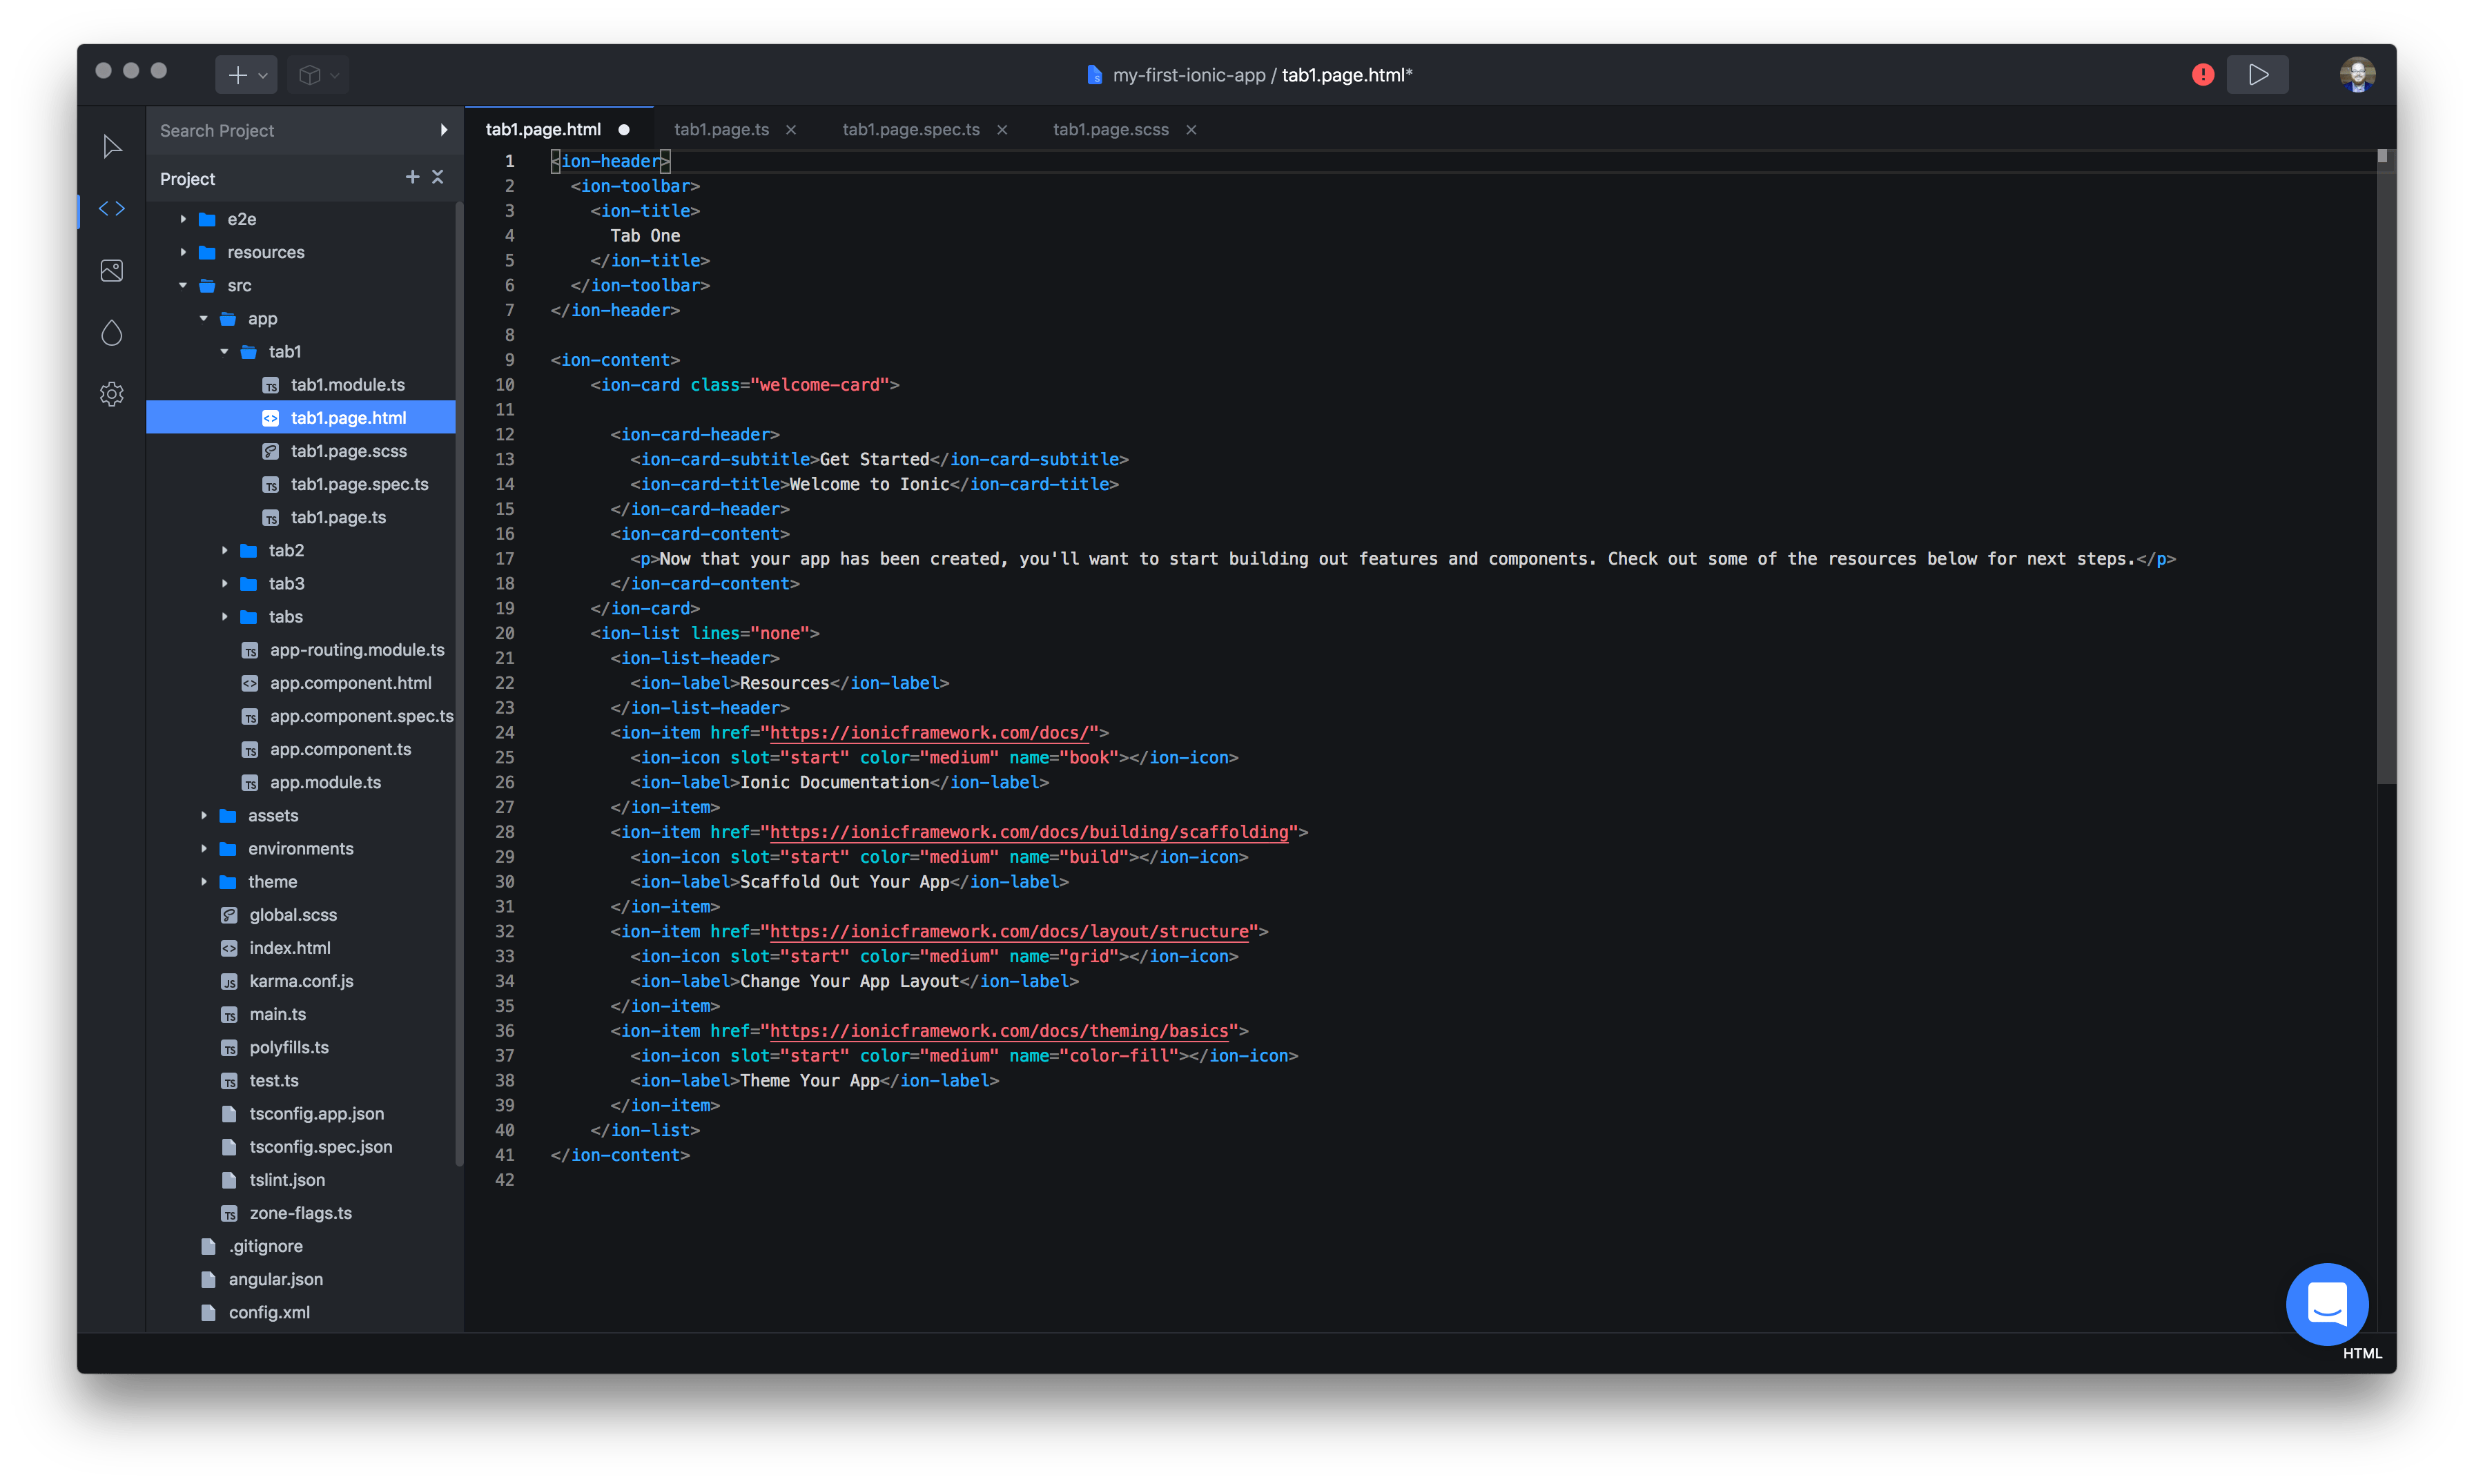 my-first-ionic-app / tab1.page.html*
Search Project
Project
e2e
resources
src
app
tab1
TS tab1.module.ts
<> tab1.page.html
tab1.page.scss
TS tab1.page.spec.ts
TS tab1.page.ts
tab2
tab3
tabs
TS app-routing.module.ts
<> app.component.html
TS app.component.spec.ts
TS app.component.ts
TS app.module.ts
assets
environments
theme
global.scss
<> index.html
JS karma.conf.js
TS main.ts
TS polyfills.ts
TS test.ts
tsconfig.app.json
tsconfig.spec.json
tslint.json
TS zone-flags.ts
.gitignore
angular.json
config.xml
tab1.page.html tab1.page.ts tab1.page.spec.ts tab1.page.scss
1 <ion-header>
2   <ion-toolbar>
3     <ion-title>
4       Tab One
5     </ion-title>
6   </ion-toolbar>
7 </ion-header>
8
9 <ion-content>
10     <ion-card class="welcome-card">
11
12       <ion-card-header>
13         <ion-card-subtitle>Get Started</ion-card-subtitle>
14         <ion-card-title>Welcome to Ionic</ion-card-title>
15       </ion-card-header>
16       <ion-card-content>
17         <p>Now that your app has been created, you'll want to start building out features and components. Check out some of the resources below for next steps.</p>
18       </ion-card-content>
19     </ion-card>
20     <ion-list lines="none">
21       <ion-list-header>
22         <ion-label>Resources</ion-label>
23       </ion-list-header>
24       <ion-item href="https://ionicframework.com/docs/">
25         <ion-icon slot="start" color="medium" name="book"></ion-icon>
26         <ion-label>Ionic Documentation</ion-label>
27       </ion-item>
28       <ion-item href="https://ionicframework.com/docs/building/scaffolding">
29         <ion-icon slot="start" color="medium" name="build"></ion-icon>
30         <ion-label>Scaffold Out Your App</ion-label>
31       </ion-item>
32       <ion-item href="https://ionicframework.com/docs/layout/structure">
33         <ion-icon slot="start" color="medium" name="grid"></ion-icon>
34         <ion-label>Change Your App Layout</ion-label>
35       </ion-item>
36       <ion-item href="https://ionicframework.com/docs/theming/basics">
37         <ion-icon slot="start" color="medium" name="color-fill"></ion-icon>
38         <ion-label>Theme Your App</ion-label>
39       </ion-item>
40     </ion-list>
41 </ion-content>
42
HTML